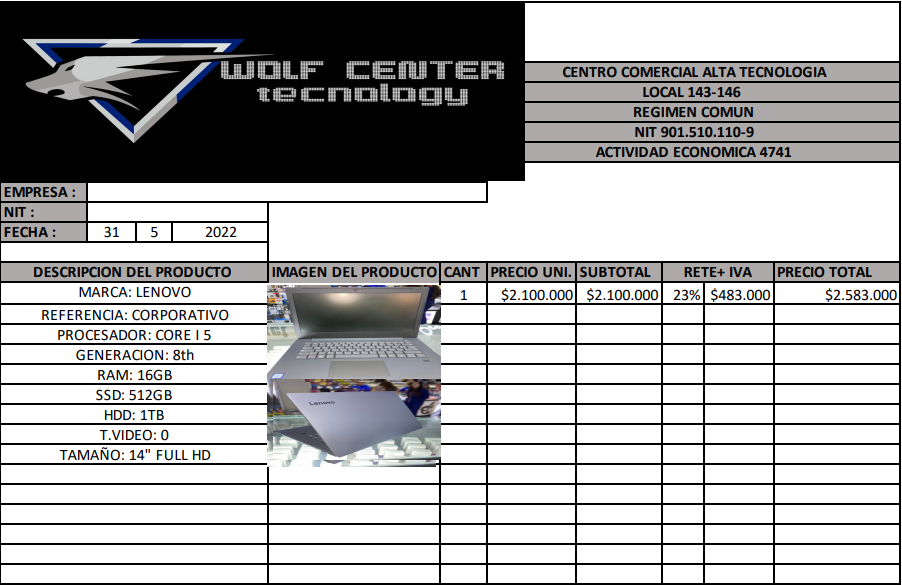 WOLF CENTER
tecnology
CENTRO COMERCIAL ALTA TECNOLOGIA
LOCAL 143-146
REGIMEN COMUN
NIT 901.510.110-9
ACTIVIDAD ECONOMICA 4741
EMPRESA :
NIT :
FECHA : 31 5 2022
DESCRIPCION DEL PRODUCTO IMAGEN DEL PRODUCTO CANT PRECIO UNI. SUBTOTAL RETE+ IVA PRECIO TOTAL
MARCA: LENOVO 1 $2.100.000 $2.100.000 23% $483.000 $2.583.000
REFERENCIA: CORPORATIVO
PROCESADOR: CORE I 5
GENERACION: 8th
RAM: 16GB
SSD: 512GB
HDD: 1TB
T.VIDEO: 0
TAMAÑO: 14" FULL HD
Lenovo